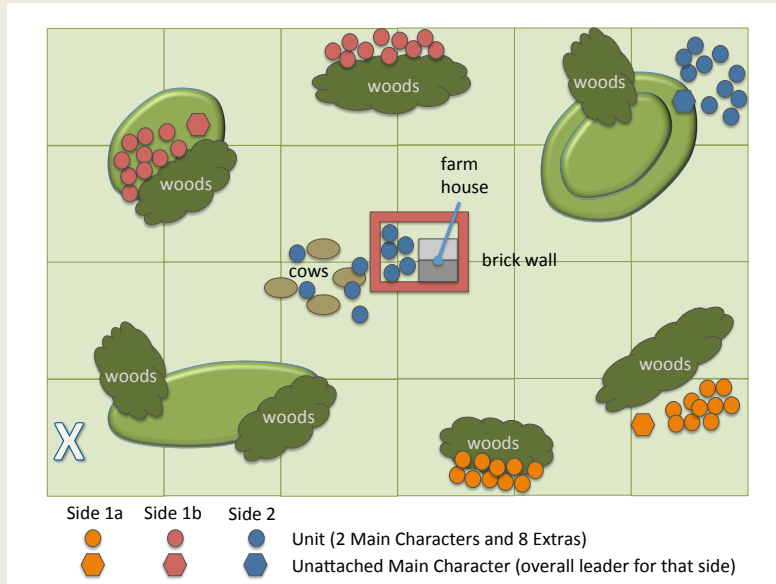 woods
woods
woods
farm
house
woods
brick wall
cows
woods
woods
woods
woods
X
Side 1a Side 1b Side 2
Unit (2 Main Characters and 8 Extras)
Unattached Main Character (overall leader for that side)